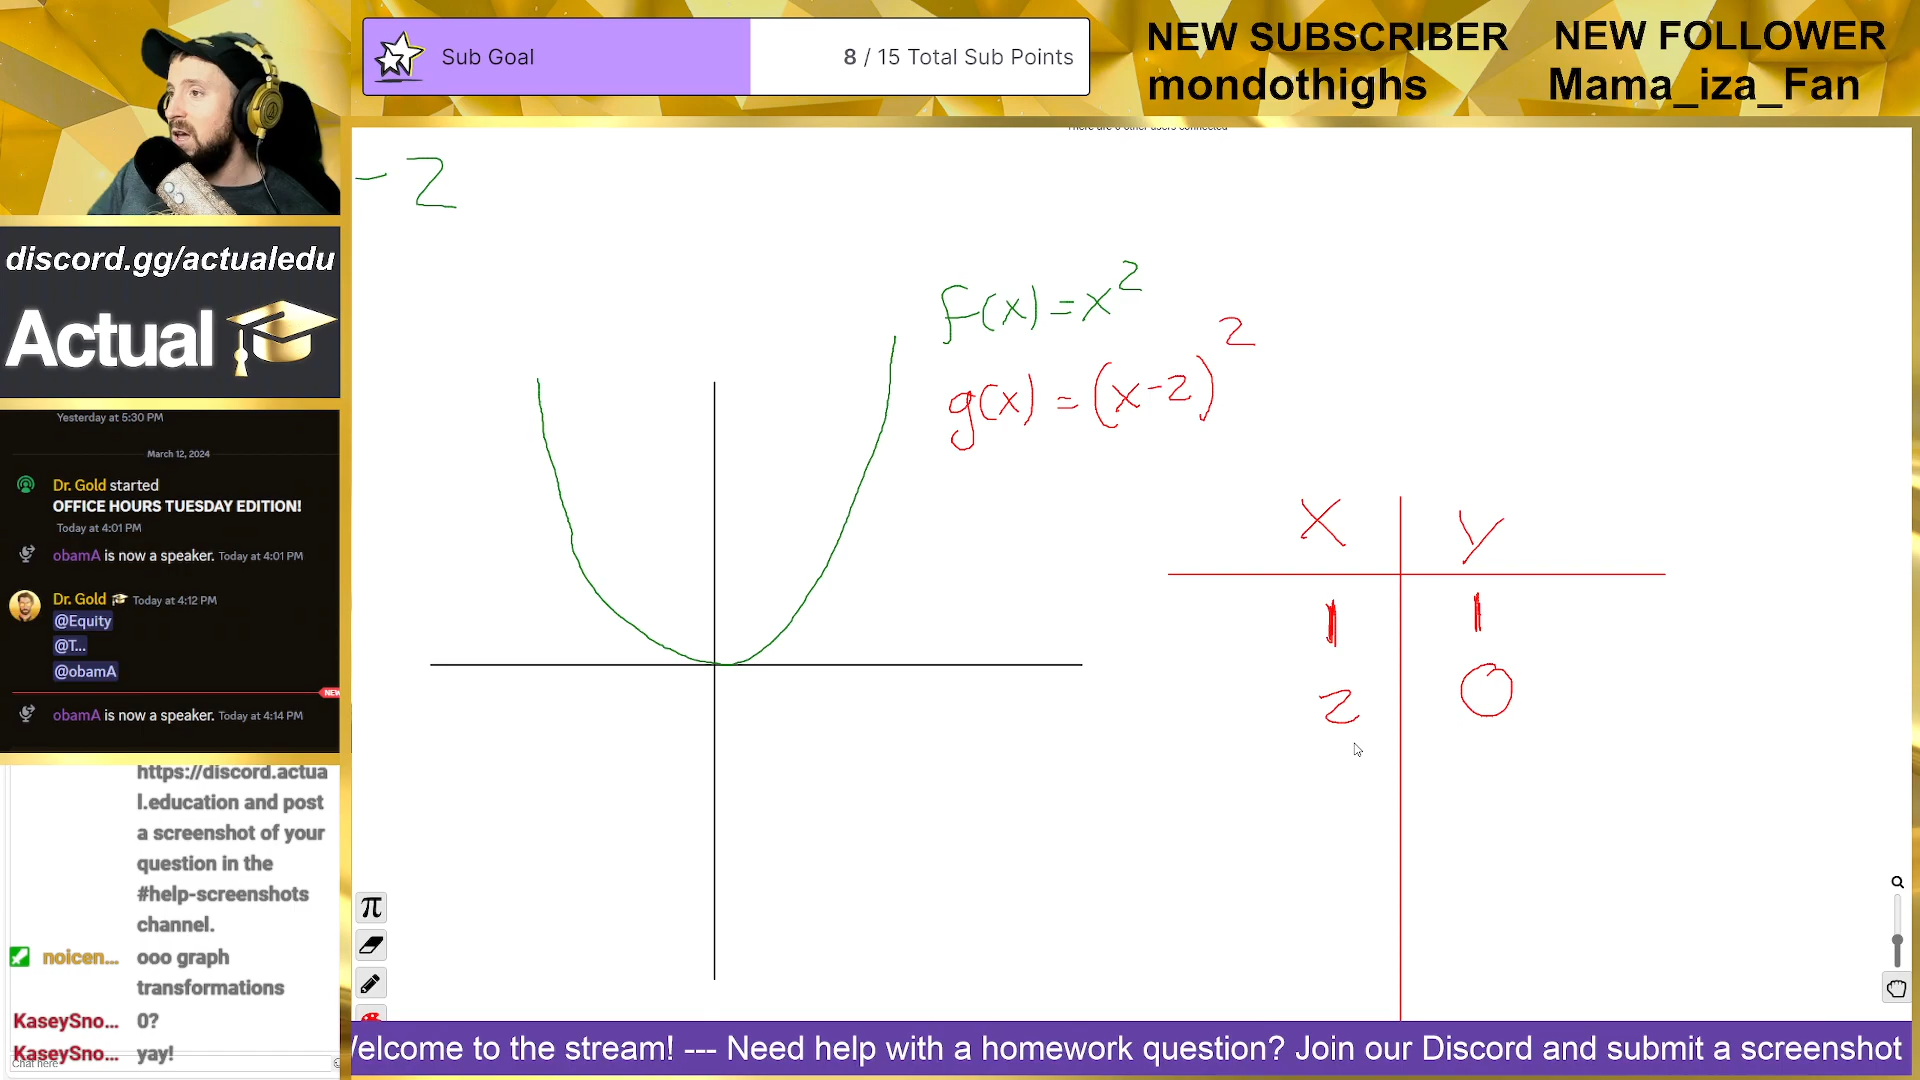 Sub Goal
8 / 15 Total Sub Points
NEW SUBSCRIBER
mondothighs
NEW FOLLOWER
Mama_iza_Fan
discord.gg/actualedu
Actual
Yesterday at 5:30 PM
March 12, 2024
Dr. Gold started
OFFICE HOURS TUESDAY EDITION!
Today at 4:01 PM
obamA is now a speaker. Today at 4:01 PM
Dr. Gold Today at 4:12 PM
@Equity
@T...
@obamA
NEW
obamA is now a speaker. Today at 4:14 PM
https://discord.actua
l.education and post
a screenshot of your
question in the
#help-screenshots
channel.
noicen... ooo graph
transformations
KaseySno... 0?
KaseySno... yay!
Chat here
-2
f(x)=x²
g(x)=(x-2)²
X Y
1 1
2 0
π
Welcome to the stream! --- Need help with a homework question? Join our Discord and submit a screenshot